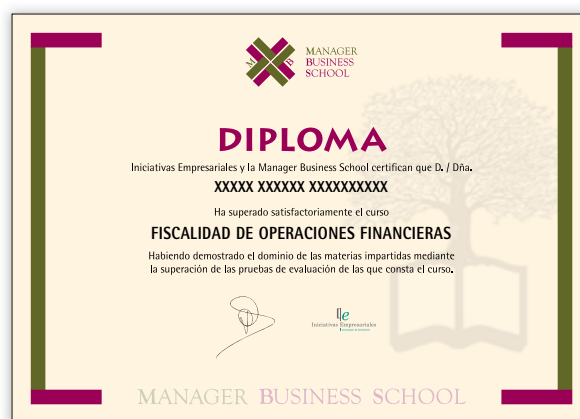 M B
MANAGER
BUSINESS
SCHOOL
DIPLOMA
Iniciativas Empresariales y la Manager Business School certifican que D. / Dña.
XXXXX XXXXXX XXXXXXXXXX
Ha superado satisfactoriamente el curso
FISCALIDAD DE OPERACIONES FINANCIERAS
Habiendo demostrado el dominio de las materias impartidas mediante
la superación de las pruebas de evaluación de las que consta el curso.
Iniciativas Empresariales
MANAGER BUSINESS SCHOOL